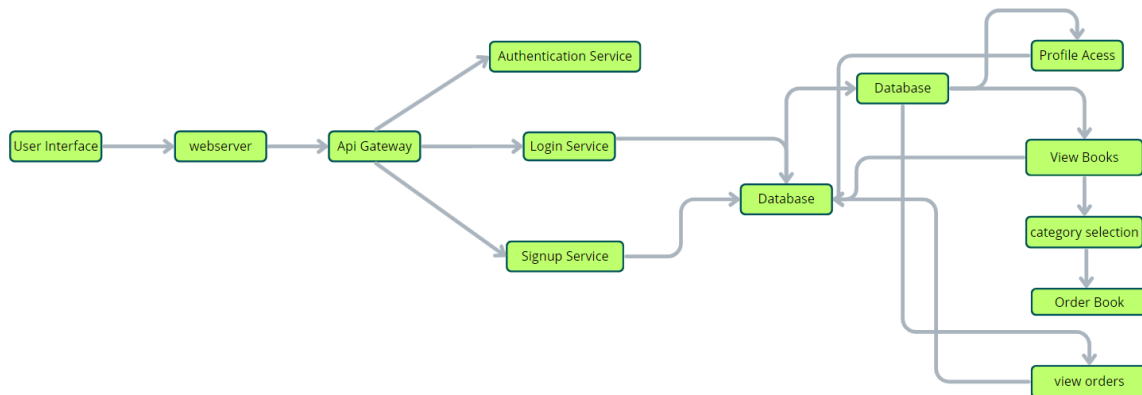 User Interface
webserver
Api Gateway
Authentication Service
Login Service
Signup Service
Database
Database
Profile Acess
View Books
category selection
Order Book
view orders